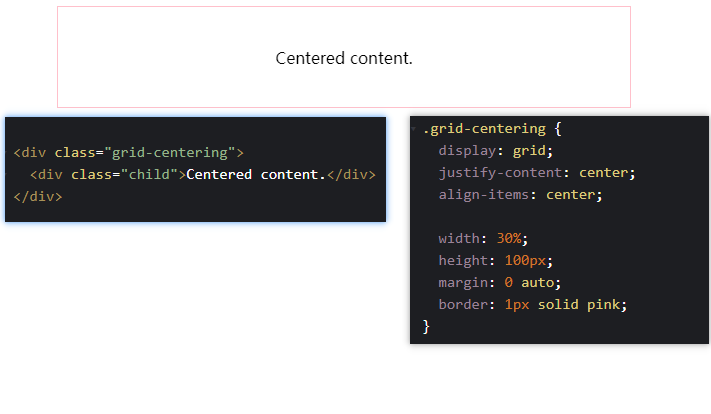 Centered content.
<div class="grid-centering">
  <div class="child">Centered content.</div>
</div>
.grid-centering {
  display: grid;
  justify-content: center;
  align-items: center;

  width: 30%;
  height: 100px;
  margin: 0 auto;
  border: 1px solid pink;
}